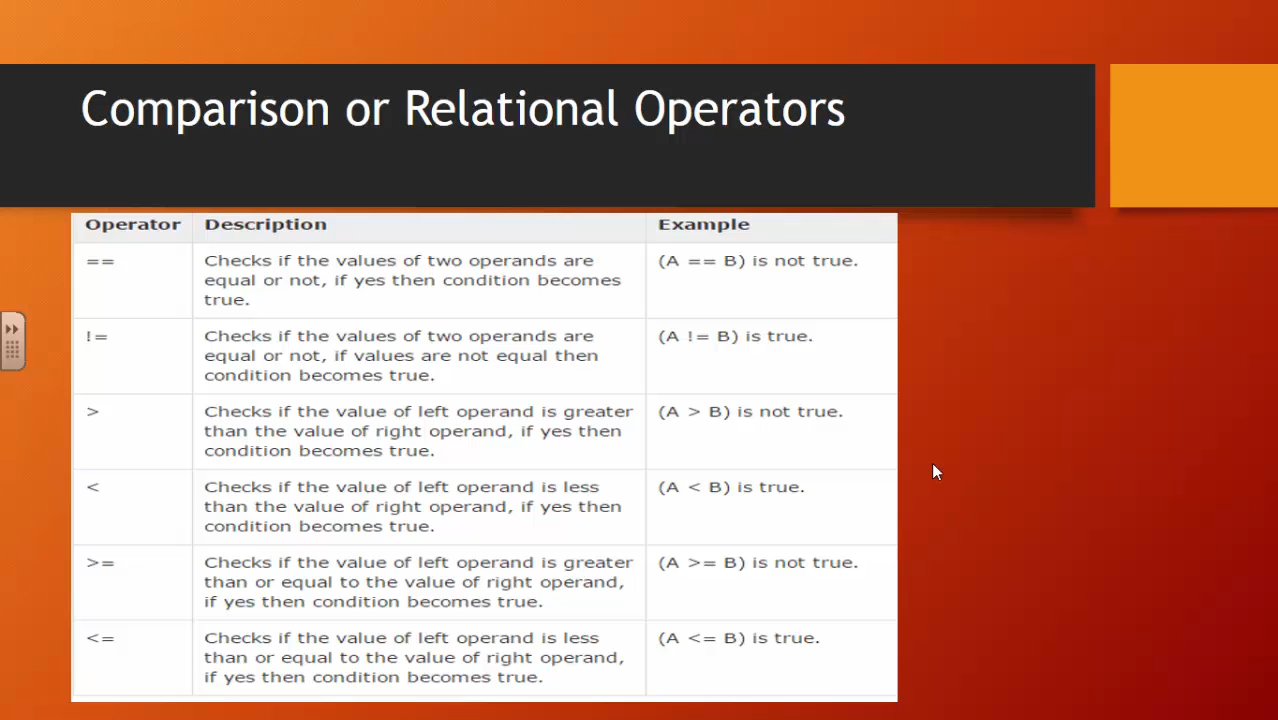 Comparison or Relational Operators
Operator Description Example
== Checks if the values of two operands are (A == B) is not true.
equal or not, if yes then condition becomes
true.
!= Checks if the values of two operands are (A != B) is true.
equal or not, if values are not equal then
condition becomes true.
> Checks if the value of left operand is greater (A > B) is not true.
than the value of right operand, if yes then
condition becomes true.
< Checks if the value of left operand is less (A < B) is true.
than the value of right operand, if yes then
condition becomes true.
>= Checks if the value of left operand is greater (A >= B) is not true.
than or equal to the value of right operand,
if yes then condition becomes true.
<= Checks if the value of left operand is less (A <= B) is true.
than or equal to the value of right operand,
if yes then condition becomes true.